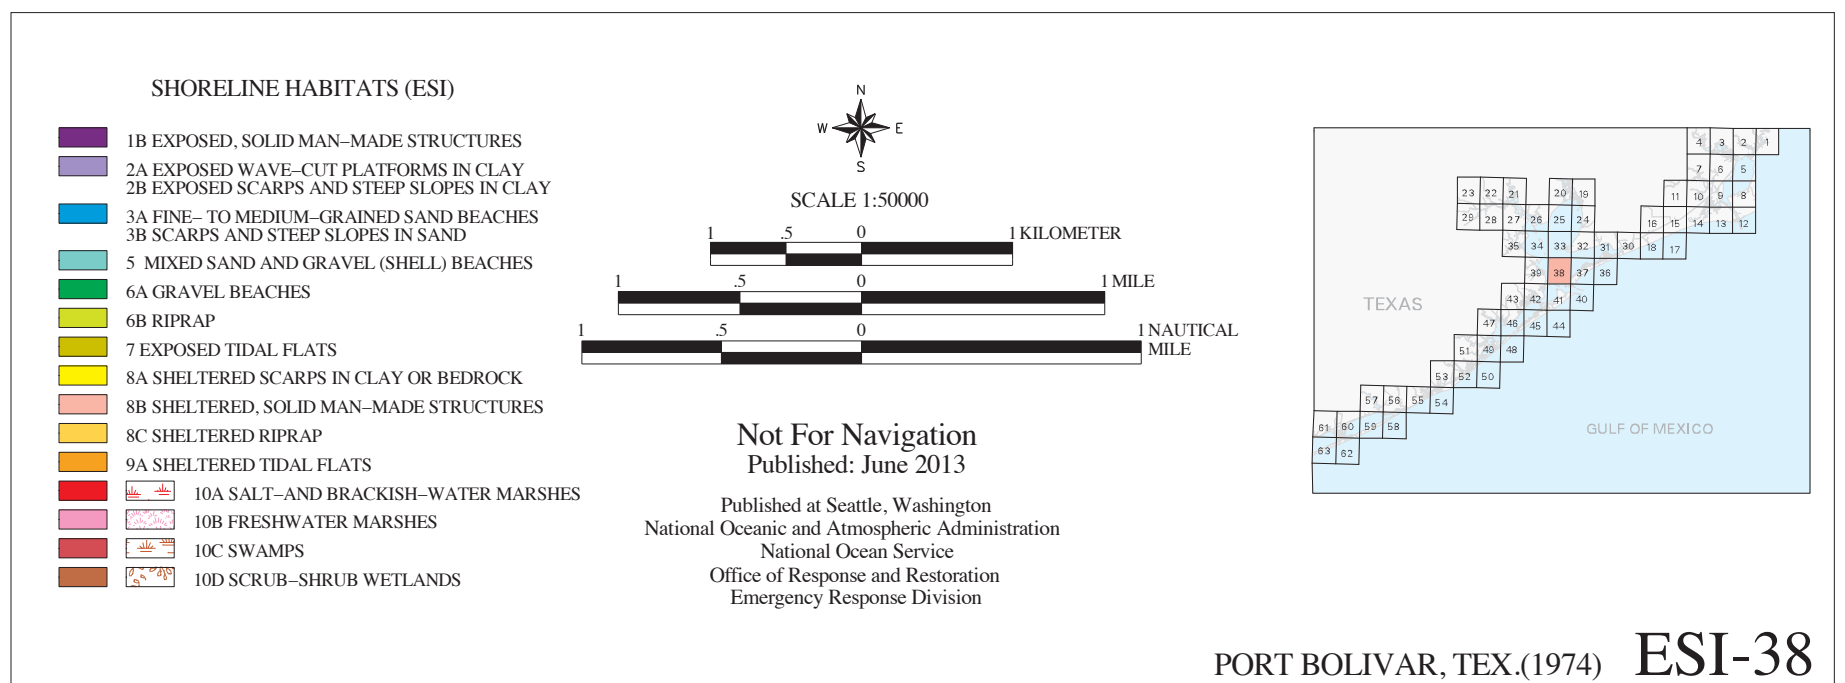 SHORELINE HABITATS (ESI)
1B EXPOSED, SOLID MAN–MADE STRUCTURES
2A EXPOSED WAVE–CUT PLATFORMS IN CLAY
2B EXPOSED SCARPS AND STEEP SLOPES IN CLAY
3A FINE– TO MEDIUM–GRAINED SAND BEACHES
3B SCARPS AND STEEP SLOPES IN SAND
5 MIXED SAND AND GRAVEL (SHELL) BEACHES
6A GRAVEL BEACHES
6B RIPRAP
7 EXPOSED TIDAL FLATS
8A SHELTERED SCARPS IN CLAY OR BEDROCK
8B SHELTERED, SOLID MAN–MADE STRUCTURES
8C SHELTERED RIPRAP
9A SHELTERED TIDAL FLATS
10A SALT–AND BRACKISH–WATER MARSHES
10B FRESHWATER MARSHES
10C SWAMPS
10D SCRUB–SHRUB WETLANDS
N
W E
S
SCALE 1:50000
1 .5 0 1 KILOMETER
1 .5 0 1 MILE
1 .5 0 1 NAUTICAL
MILE
Not For Navigation
Published: June 2013
Published at Seattle, Washington
National Oceanic and Atmospheric Administration
National Ocean Service
Office of Response and Restoration
Emergency Response Division
4 3 2 1
7 6 5
23 22 21 20 19 11 10 9 8
29 28 27 26 25 24 16 15 14 13 12
35 34 33 32 31 30 18 17
39 38 37 36
TEXAS
43 42 41 40
47 46 45 44
51 49 48
53 52 50
57 56 55 54
61 60 59 58
GULF OF MEXICO
63 62
PORT BOLIVAR, TEX.(1974) ESI-38